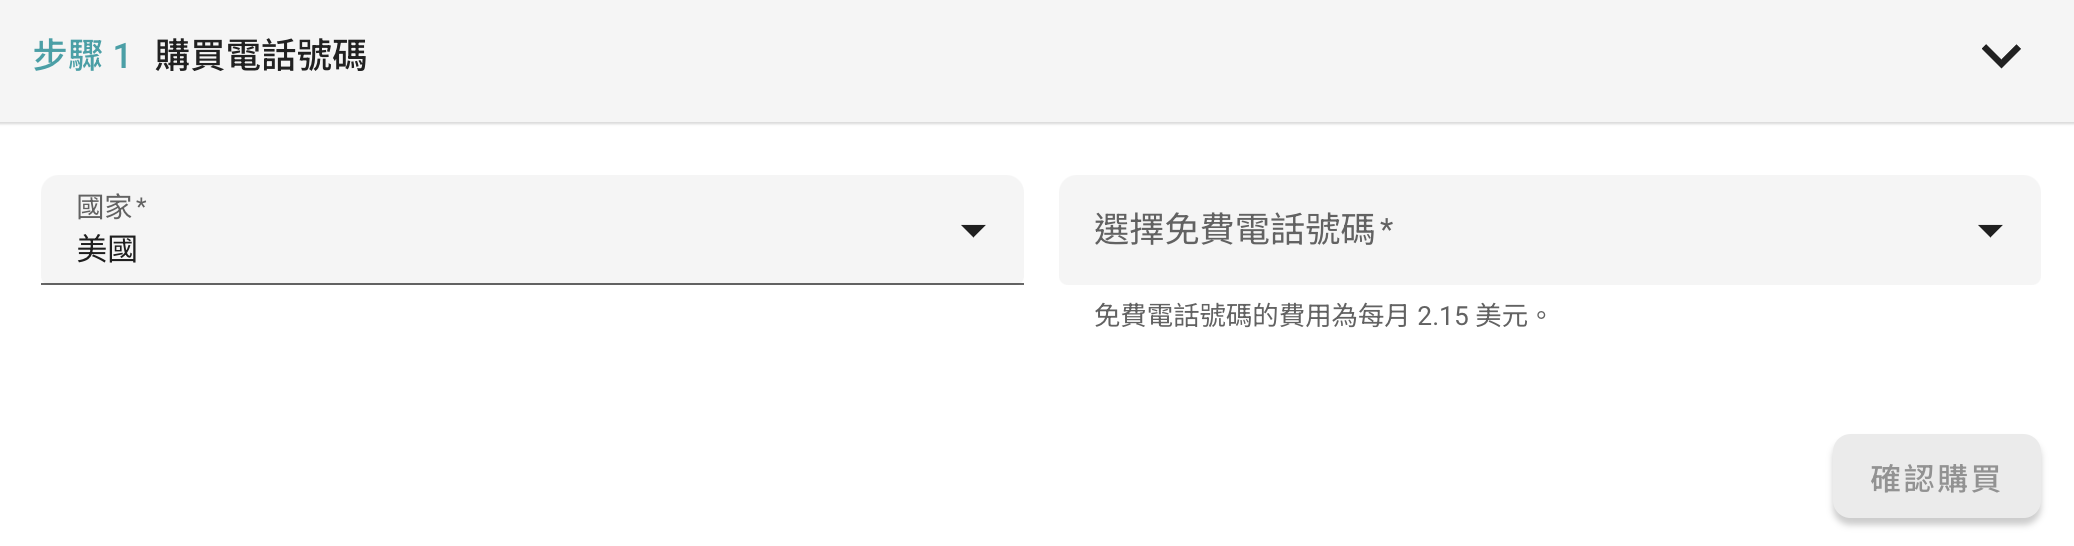 步驟 1 購買電話號碼
國家*
美國
選擇免費電話號碼*
免費電話號碼的費用為每月 2.15 美元。
確認購買